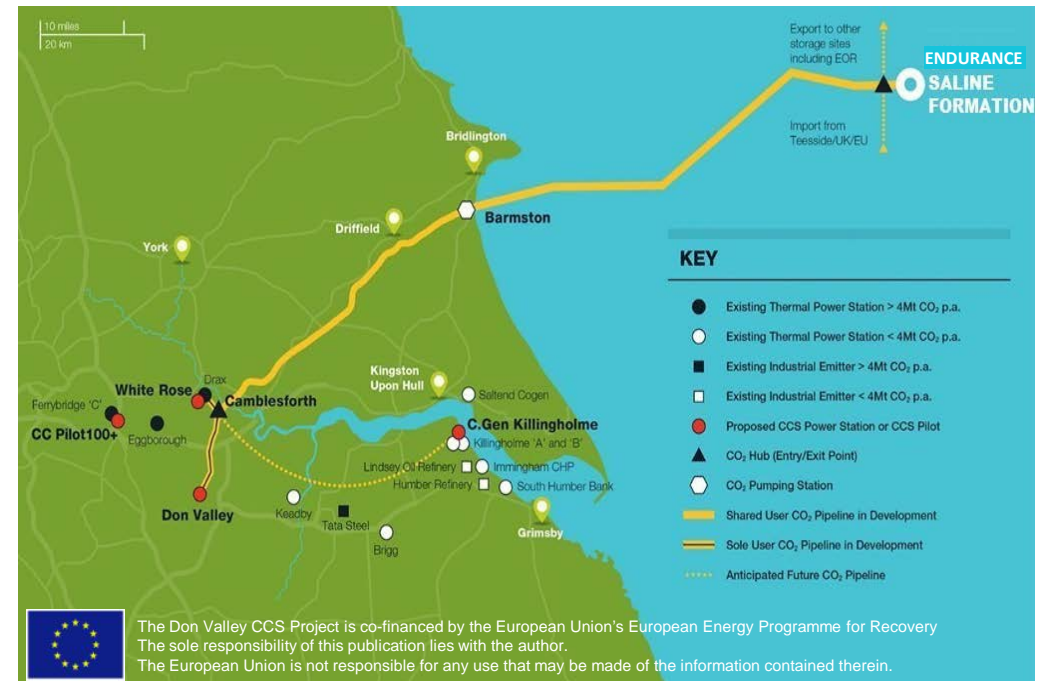 10 miles
20 km
Export to other
storage sites
including EOR
ENDURANCE
SALINE
FORMATION
Import from
Teesside/UK/EU
Bridlington
Barmston
Driffield
York
KEY
Existing Thermal Power Station > 4Mt CO₂ p.a.
Existing Thermal Power Station < 4Mt CO₂ p.a.
Existing Industrial Emitter > 4Mt CO₂ p.a.
Existing Industrial Emitter < 4Mt CO₂ p.a.
Proposed CCS Power Station or CCS Pilot
CO₂ Hub (Entry/Exit Point)
CO₂ Pumping Station
Shared User CO₂ Pipeline in Development
Sole User CO₂ Pipeline in Development
Anticipated Future CO₂ Pipeline
Kingston
Upon Hull
Saltend Cogen
White Rose
Drax
Camblesforth
Ferrybridge 'C'
CC Pilot100+
Eggborough
C.Gen Killingholme
Killingholme 'A' and 'B'
Lindsey Oil Refinery
Immingham CHP
Humber Refinery
South Humber Bank
Don Valley
Keadby
Tata Steel
Brigg
Grimsby
The Don Valley CCS Project is co-financed by the European Union's European Energy Programme for Recovery
The sole responsibility of this publication lies with the author.
The European Union is not responsible for any use that may be made of the information contained therein.